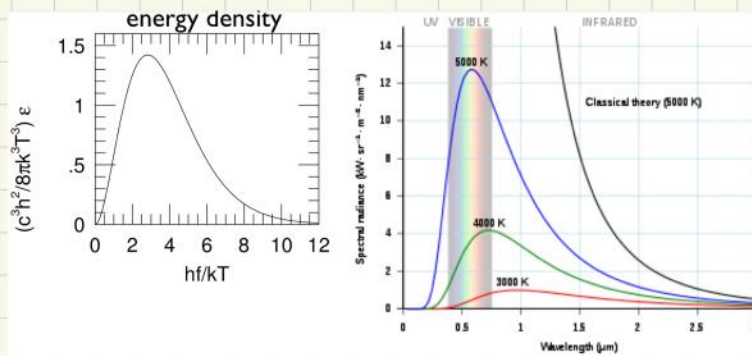 energy density
1.5
1
.5
0
(c³h²/8πk³T³) ε
0 2 4 6 8 10 12
hf/kT
UV VISIBLE INFRARED
14
12
10
8
6
4
2
0
Spectral radiance (kW · sr⁻¹ · m⁻² · nm⁻¹)
5000 K
Classical theory (5000 K)
4000 K
3000 K
0 0.5 1 1.5 2 2.5
Wavelength (μm)